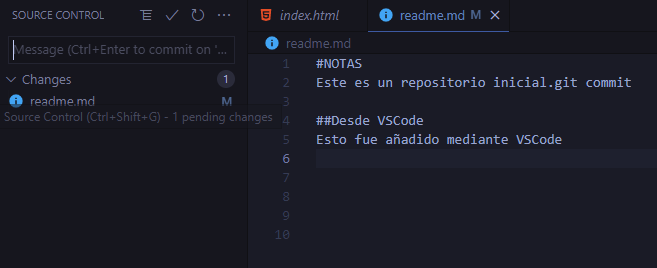 SOURCE CONTROL
Message (Ctrl+Enter to commit on '...
Changes 1
readme.md M
Source Control (Ctrl+Shift+G) - 1 pending changes
index.html
readme.md M
readme.md
1 #NOTAS
2 Este es un repositorio inicial.git commit
3
4 ##Desde VSCode
5 Esto fue añadido mediante VSCode
6
7
8
9
10